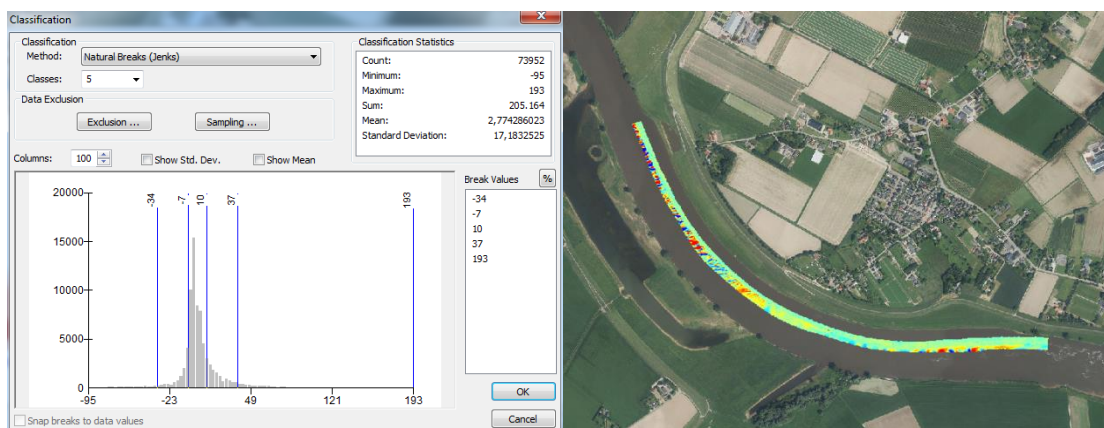 Classification
X
Classification
Method: Natural Breaks (Jenks)
Classes: 5
Data Exclusion
Exclusion ... Sampling ...
Classification Statistics
Count: 73952
Minimum: -95
Maximum: 193
Sum: 205.164
Mean: 2,774286023
Standard Deviation: 17,1832525
Columns: 100 Show Std. Dev. Show Mean
Break Values %
-34
-7
10
37
193
20000
15000
10000
5000
0
-34 -7 10 37 193
-95 -23 49 121 193
OK
Snap breaks to data values
Cancel